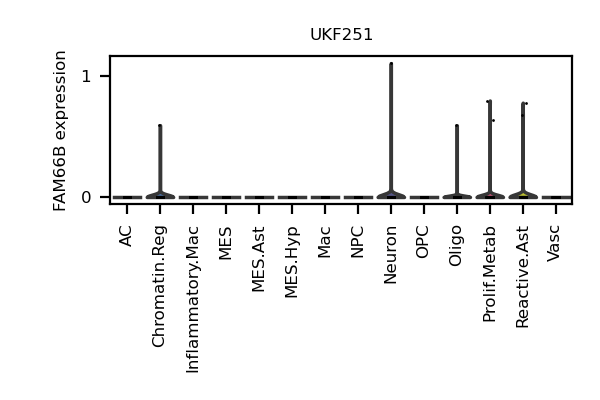 UKF251
FAM66B expression
1
0
AC
Chromatin.Reg
Inflammatory.Mac
MES
MES.Ast
MES.Hyp
Mac
NPC
Neuron
OPC
Oligo
Prolif.Metab
Reactive.Ast
Vasc